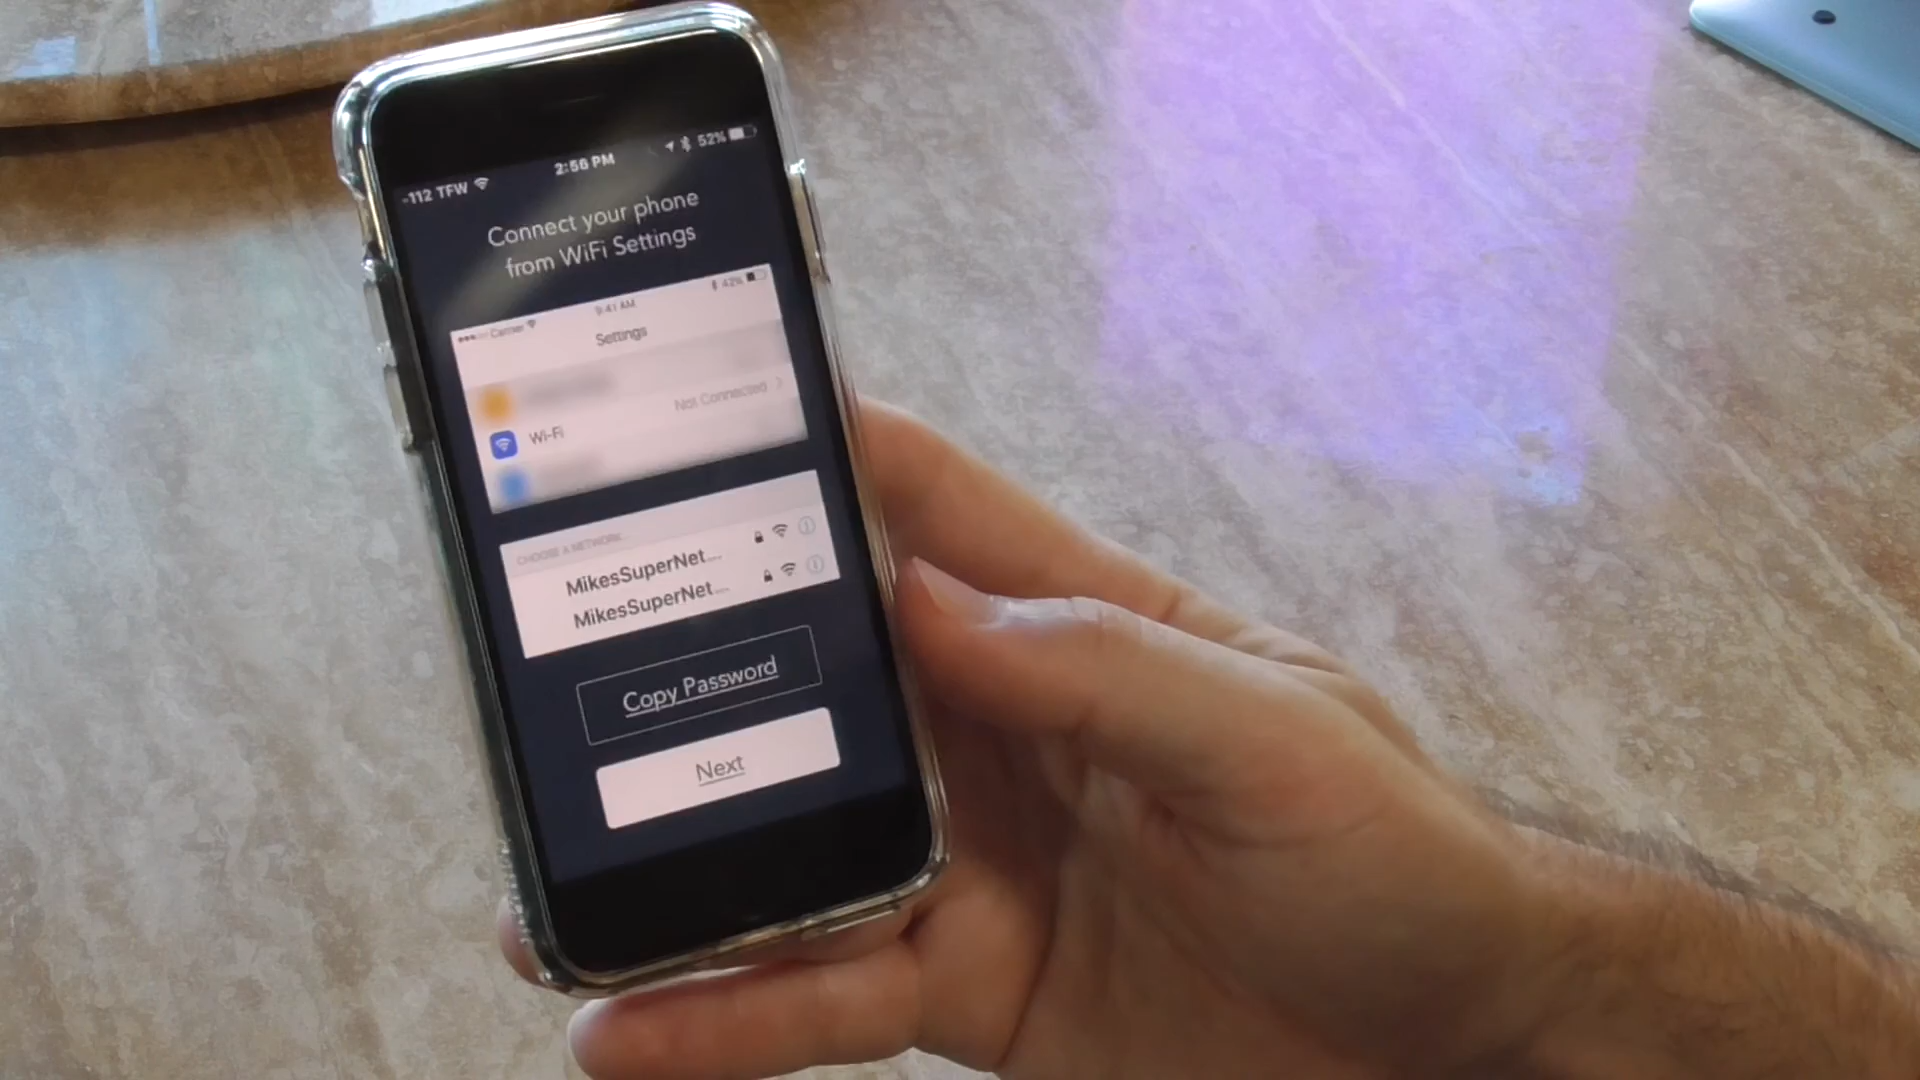 -112 TFW 2:56 PM 52%
Connect your phone
from WiFi Settings
Carrier 9:41 AM 42%
Settings
Wi-Fi Not Connected
CHOOSE A NETWORK...
MikesSuperNet...
MikesSuperNet...
Copy Password
Next